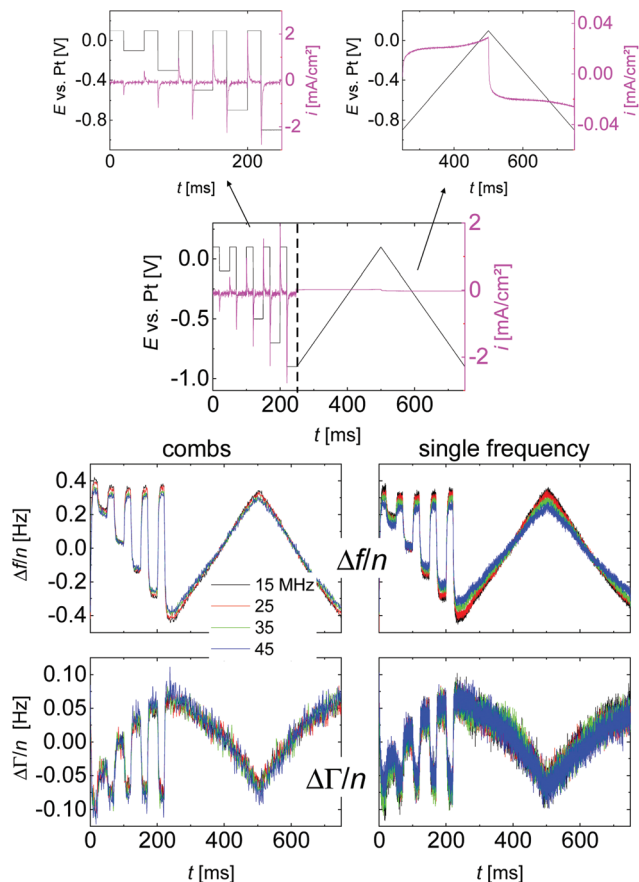 0.0
-0.4
-0.8
E vs. Pt [V]
2
0
-2
i [mA/cm²]
0 100 200
t [ms]
0.0
-0.4
-0.8
E vs. Pt [V]
0.04
0.00
-0.04
i [mA/cm²]
400 600
t [ms]
0.0
-0.5
-1.0
E vs. Pt [V]
2
0
-2
i [mA/cm²]
0 200 400 600
t [ms]
combs
single frequency
0.4
0.2
0.0
-0.2
-0.4
Δf/n [Hz]
Δf/n
15 MHz
25
35
45
0.10
0.05
0.00
-0.05
-0.10
ΔΓ/n [Hz]
ΔΓ/n
0 200 400 600
t [ms]
0 200 400 600
t [ms]